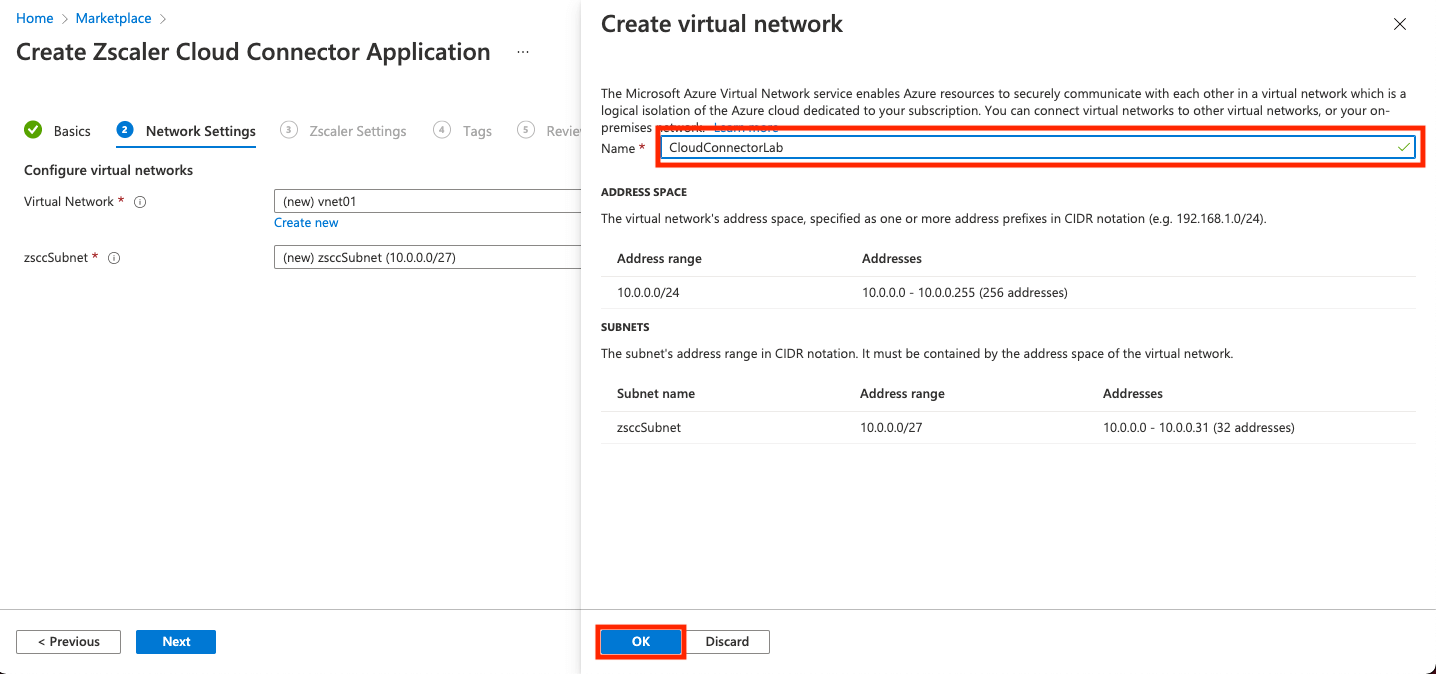 Home > Marketplace >
Create Zscaler Cloud Connector Application ...
Basics
2 Network Settings
3 Zscaler Settings
4 Tags
5 Revie
Configure virtual networks
Virtual Network *
(new) vnet01
Create new
zsccSubnet *
(new) zsccSubnet (10.0.0.0/27)
< Previous
Next
Create virtual network
The Microsoft Azure Virtual Network service enables Azure resources to securely communicate with each other in a virtual network which is a
logical isolation of the Azure cloud dedicated to your subscription. You can connect virtual networks to other virtual networks, or your on-
premises network. Learn more
Name *
CloudConnectorLab
ADDRESS SPACE
The virtual network's address space, specified as one or more address prefixes in CIDR notation (e.g. 192.168.1.0/24).
Address range Addresses
10.0.0.0/24 10.0.0.0 - 10.0.0.255 (256 addresses)
SUBNETS
The subnet's address range in CIDR notation. It must be contained by the address space of the virtual network.
Subnet name Address range Addresses
zsccSubnet 10.0.0.0/27 10.0.0.0 - 10.0.0.31 (32 addresses)
OK
Discard